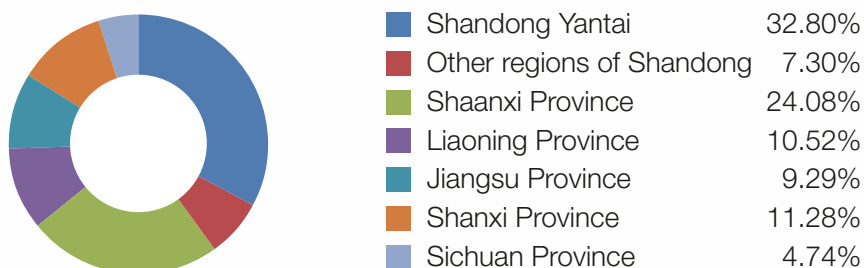 Shandong Yantai 32.80%
Other regions of Shandong 7.30%
Shaanxi Province 24.08%
Liaoning Province 10.52%
Jiangsu Province 9.29%
Shanxi Province 11.28%
Sichuan Province 4.74%